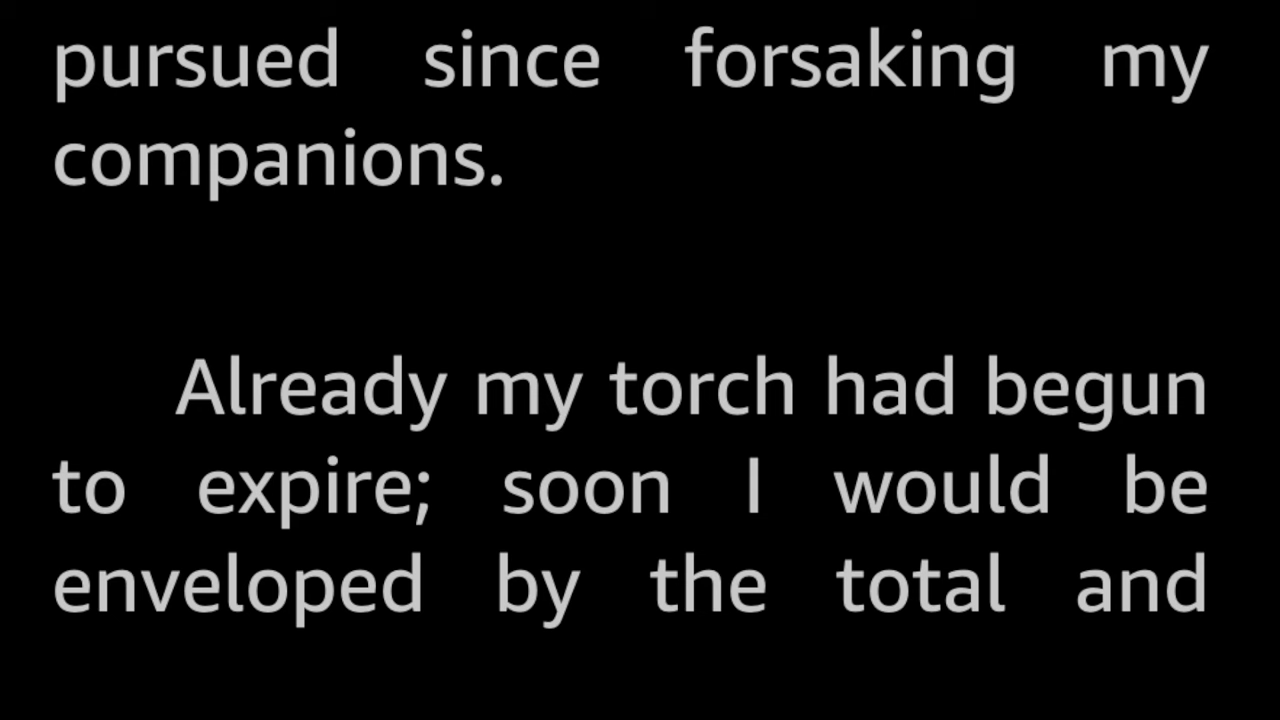 pursued since forsaking my
companions.
Already my torch had begun
to expire; soon I would be
enveloped by the total and